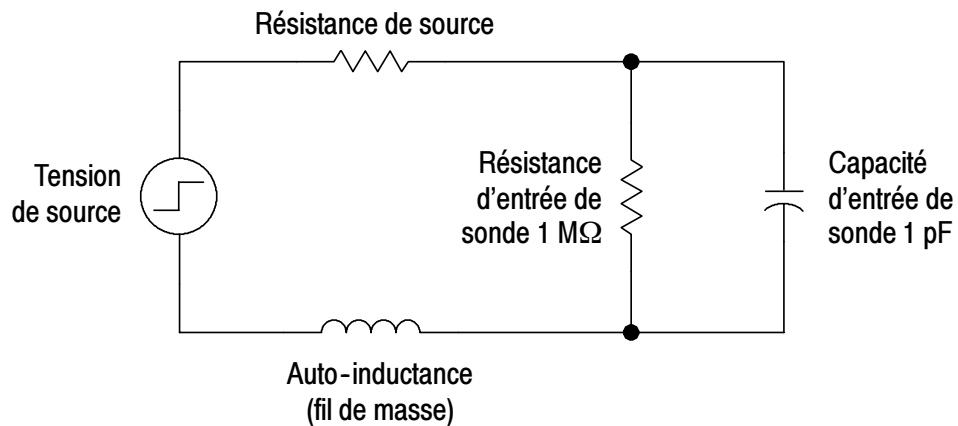 Résistance de source
Tension
de source
Résistance
d’entrée de
sonde 1 MΩ
Capacité
d’entrée de
sonde 1 pF
Auto-inductance
(fil de masse)